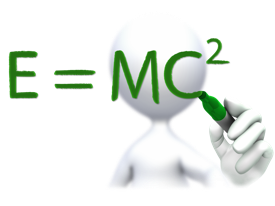 E = MC²